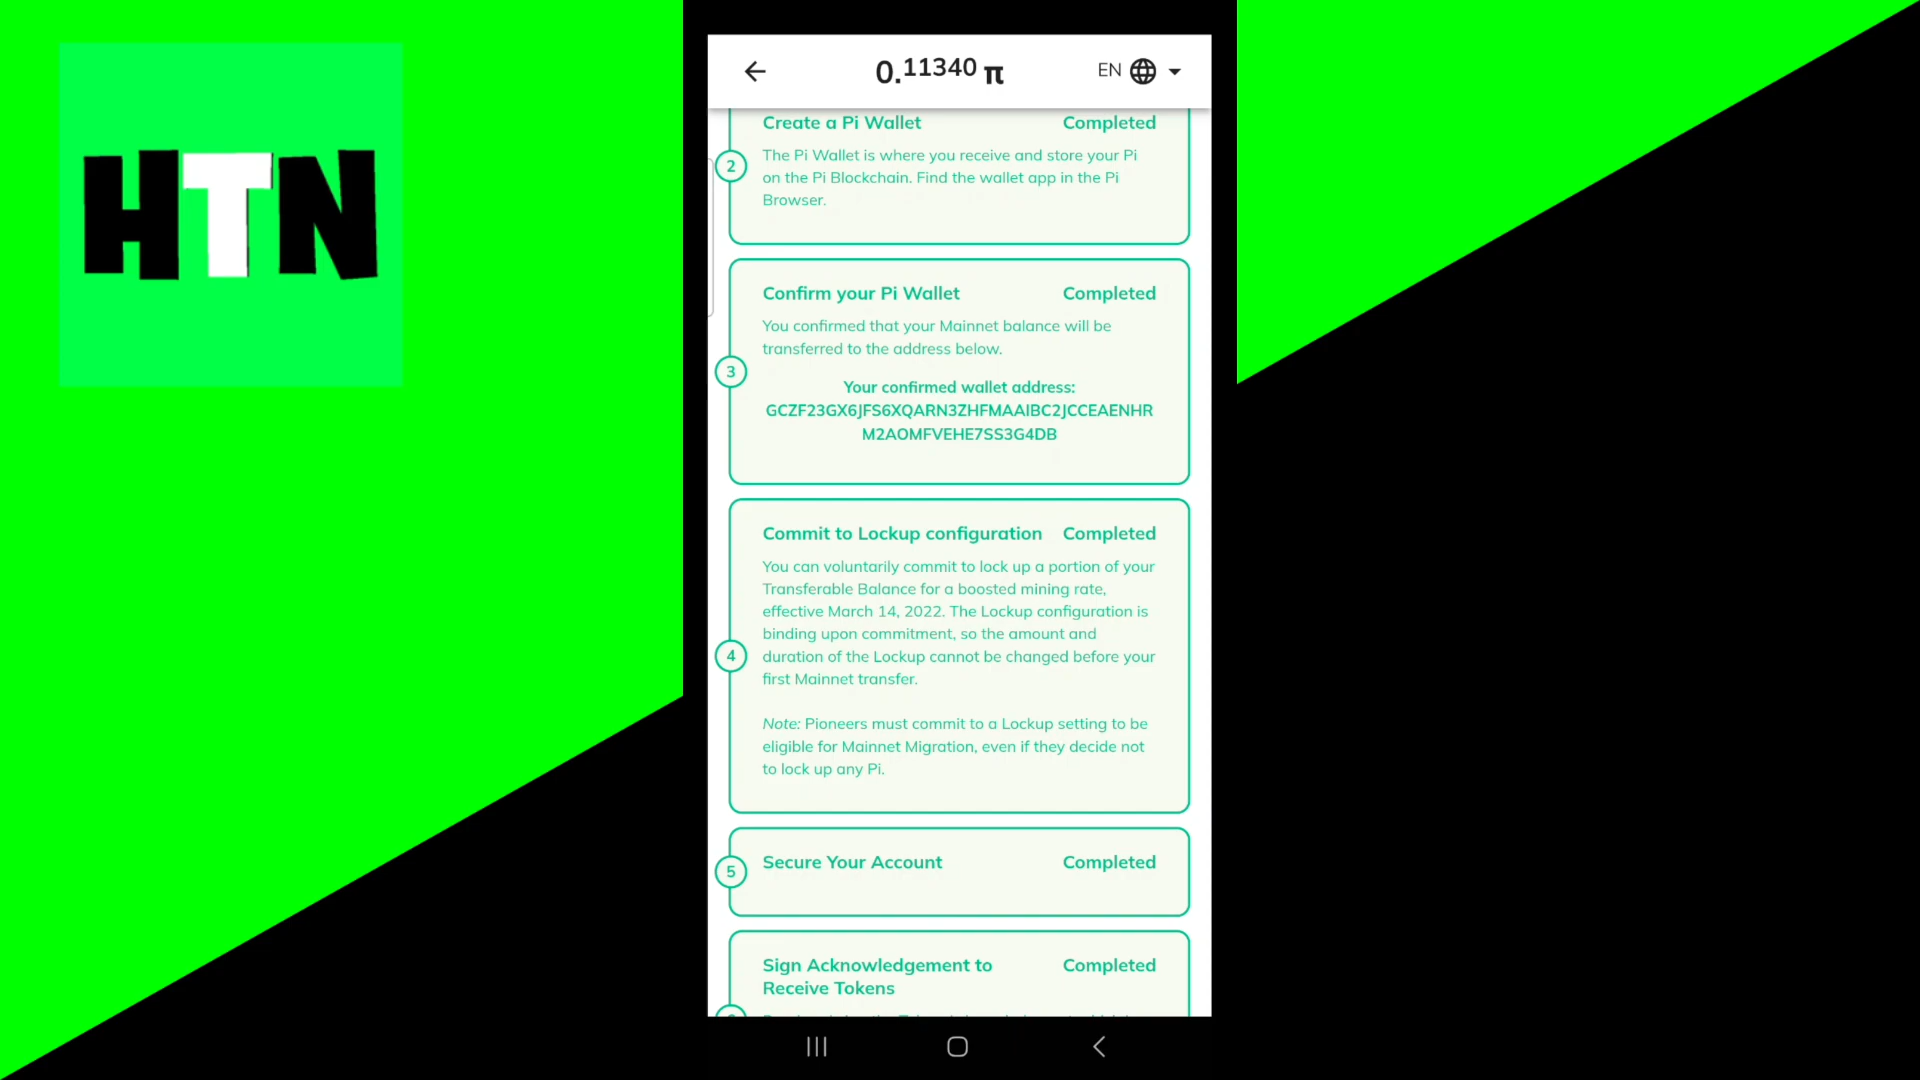 HTN
0.11340 π
EN
Create a Pi Wallet Completed
2
The Pi Wallet is where you receive and store your Pi
on the Pi Blockchain. Find the wallet app in the Pi
Browser.
Confirm your Pi Wallet Completed
You confirmed that your Mainnet balance will be
transferred to the address below.
3
Your confirmed wallet address:
GCZF23GX6JFS6XQARN3ZHFMAAIBC2JCCEAENHR
M2AOMFVEHE7SS3G4DB
Commit to Lockup configuration Completed
You can voluntarily commit to lock up a portion of your
Transferable Balance for a boosted mining rate,
effective March 14, 2022. The Lockup configuration is
binding upon commitment, so the amount and
4
duration of the Lockup cannot be changed before your
first Mainnet transfer.
Note: Pioneers must commit to a Lockup setting to be
eligible for Mainnet Migration, even if they decide not
to lock up any Pi.
5
Secure Your Account Completed
Sign Acknowledgement to Completed
Receive Tokens